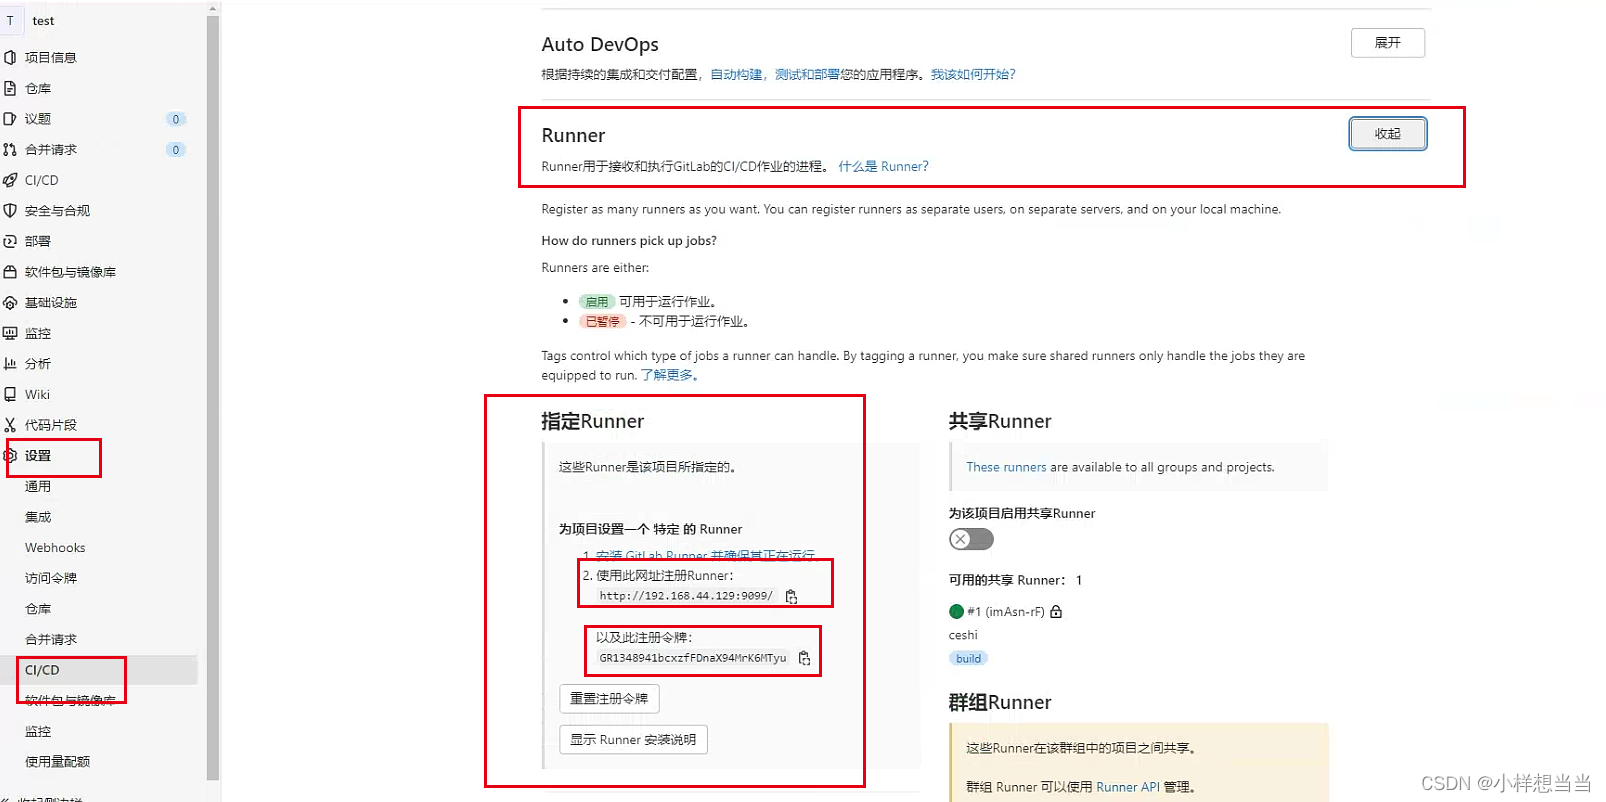 T test
项目信息
仓库
议题 0
合并请求 0
CI/CD
安全与合规
部署
软件包与镜像库
基础设施
监控
分析
Wiki
代码片段
设置
通用
集成
Webhooks
访问令牌
仓库
合并请求
CI/CD
软件包与镜像库
监控
使用量配额
收起侧边栏
Auto DevOps
展开
根据持续的集成和交付配置，自动构建，测试和部署您的应用程序。我该如何开始?
Runner
收起
Runner用于接收和执行GitLab的CI/CD作业的进程。 什么是 Runner?
Register as many runners as you want. You can register runners as separate users, on separate servers, and on your local machine.
How do runners pick up jobs?
Runners are either:
启用 可用于运行作业。
已暂停 - 不可用于运行作业。
Tags control which type of jobs a runner can handle. By tagging a runner, you make sure shared runners only handle the jobs they are
equipped to run. 了解更多。
指定Runner
这些Runner是该项目所指定的。
为项目设置一个 特定 的 Runner
1. 安装 GitLab Runner 并确保其正在运行。
2. 使用此网址注册Runner：
http://192.168.44.129:9099/
以及此注册令牌：
GR1348941bcxzfFDnaX94MrK6MTyu
重置注册令牌
显示 Runner 安装说明
共享Runner
These runners are available to all groups and projects.
为该项目启用共享Runner
可用的共享 Runner： 1
#1 (imAsn-rF)
ceshi
build
群组Runner
这些Runner在该群组中的项目之间共享。
群组 Runner 可以使用 Runner API 管理。
CSDN @小样想当当